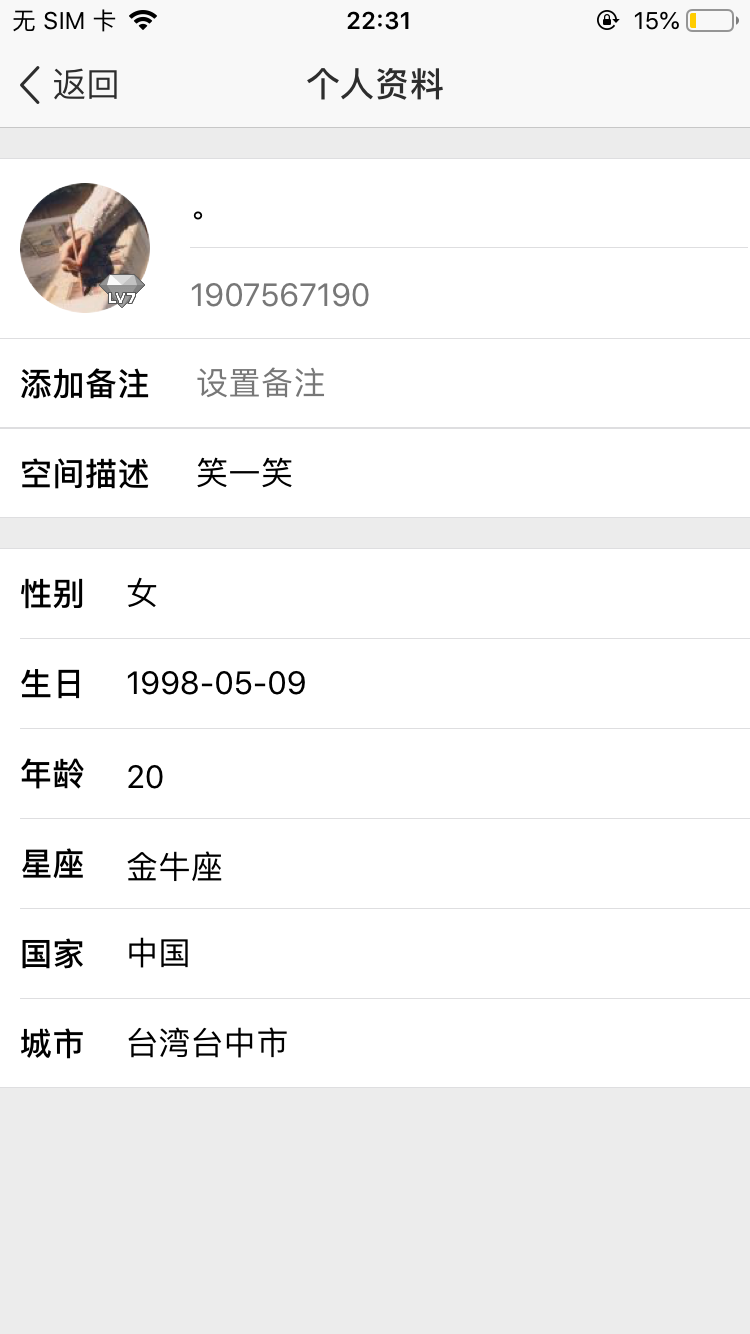 无 SIM 卡 22:31 15%
返回 个人资料
。
LV7
1907567190
添加备注 设置备注
空间描述 笑一笑
性别 女
生日 1998-05-09
年龄 20
星座 金牛座
国家 中国
城市 台湾台中市